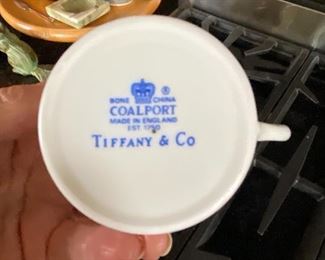 BONE CHINA ®
COALPORT
MADE IN ENGLAND
EST. 1750
TIFFANY & CO